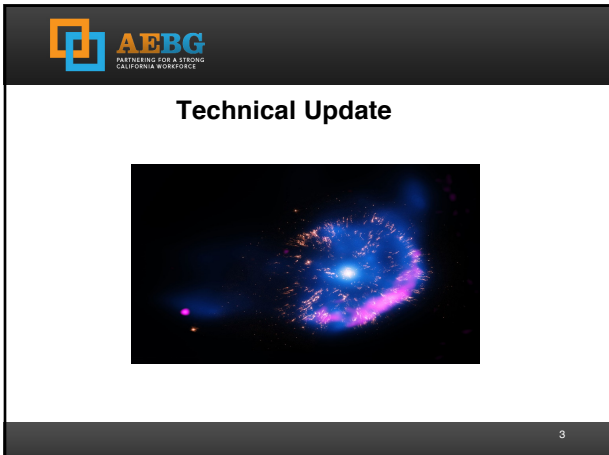 AEBG
PARTNERING FOR A STRONG
CALIFORNIA WORKFORCE
Technical Update
3